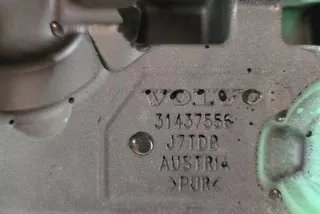 VOLVO
31437556
J7TDB
AUSTRIA
>PUR<